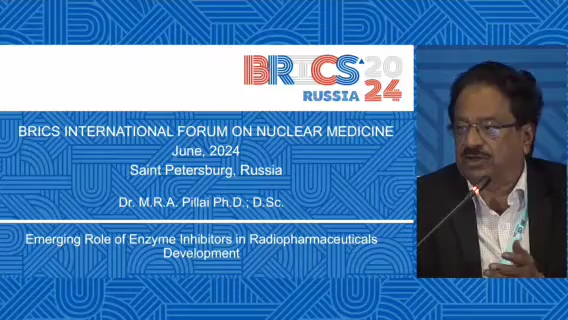 BRICS 2024
RUSSIA
BRICS INTERNATIONAL FORUM ON NUCLEAR MEDICINE
June, 2024
Saint Petersburg, Russia
Dr. M.R.A. Pillai Ph.D.; D.Sc.
Emerging Role of Enzyme Inhibitors in Radiopharmaceuticals
Development